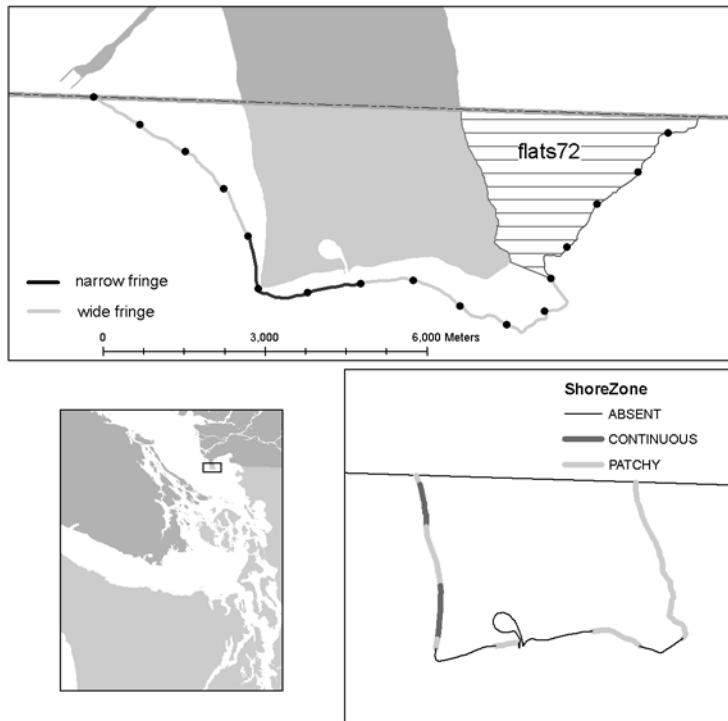 flats72
narrow fringe
wide fringe
0 3,000 6,000 Meters
ShoreZone
ABSENT
CONTINUOUS
PATCHY